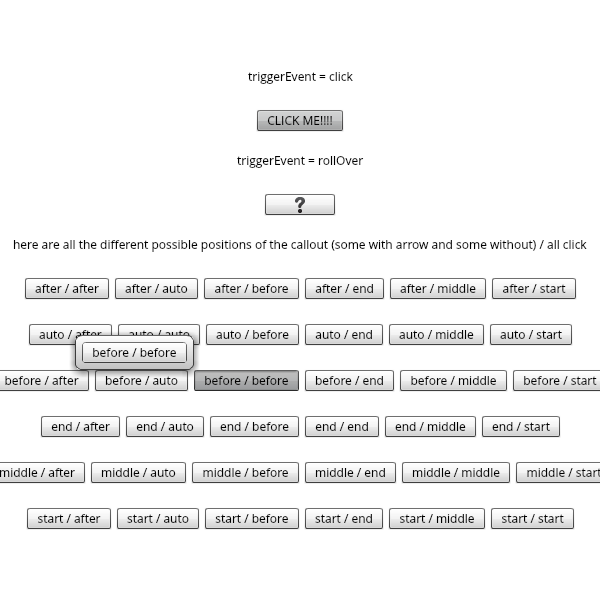 triggerEvent = click
CLICK ME!!!!
triggerEvent = rollOver
?
here are all the different possible positions of the callout (some with arrow and some without) / all click
after / after after / auto after / before after / end after / middle after / start
auto / after auto / auto auto / before auto / end auto / middle auto / start
before / before
before / after before / auto before / before before / end before / middle before / start
end / after end / auto end / before end / end end / middle end / start
middle / after middle / auto middle / before middle / end middle / middle middle / start
start / after start / auto start / before start / end start / middle start / start